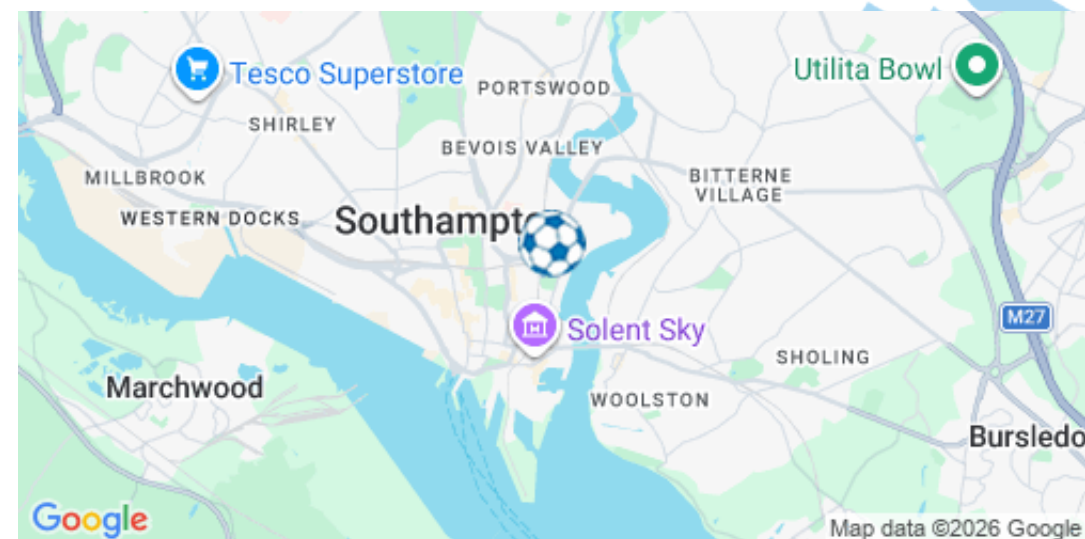 Tesco Superstore
Utilita Bowl
PORTSWOOD
SHIRLEY
BEVOIS VALLEY
MILLBROOK
BITTERNE
VILLAGE
WESTERN DOCKS
Southampt
M27
Solent Sky
SHOLING
Marchwood
WOOLSTON
Bursledo
Google
Map data ©2026 Google